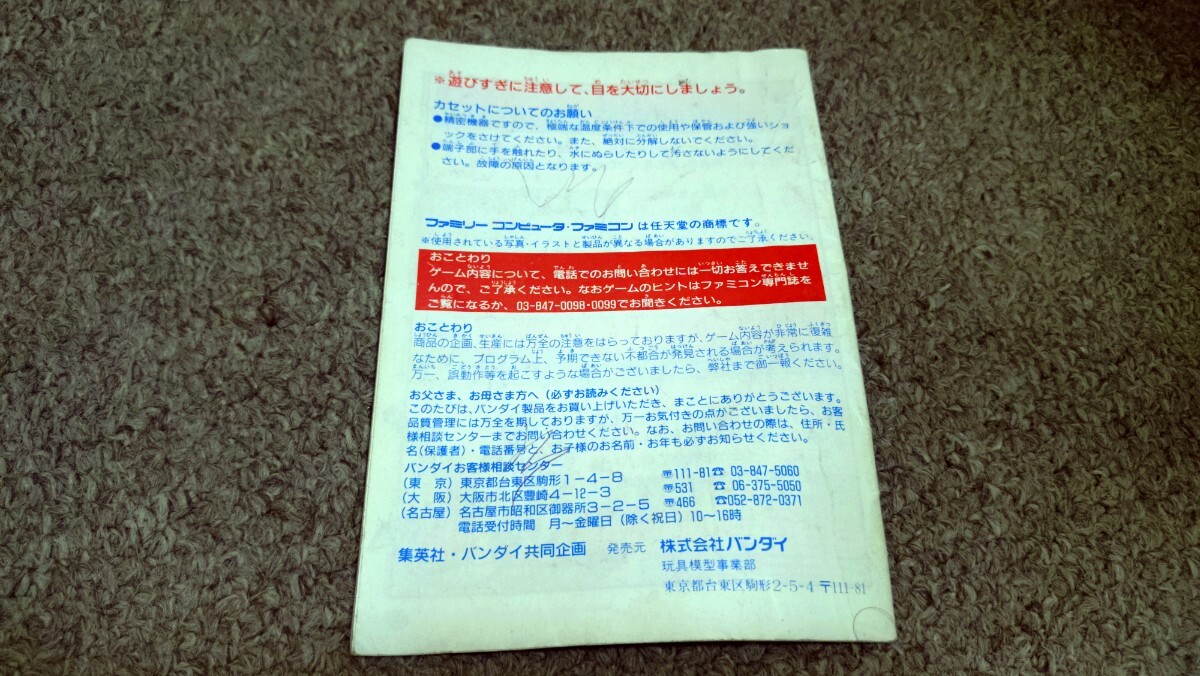 ※遊びすぎに注意して、目を大切にしましょう。
カセットについてのお願い
●精密機器ですので、極端な温度条件下での使用や保管および強いショ
ックをさけてください。また、絶対に分解しないでください。
●端子部に手を触れたり、水にぬらしたりして汚さないようにしてくだ
さい。故障の原因となります。
ファミリー コンピュータ・ファミコン は任天堂の商標です。
※使用されている写真・イラストと製品が異なる場合がありますのでご了承ください。
おことわり
ゲーム内容について、電話でのお問い合わせには一切お答えできませ
んので、ご了承ください。なおゲームのヒントはファミコン専門誌を
ご覧になるか、03-847-0098・0099でお聞きください。
おことわり
商品の企画、生産には万全の注意をはらっておりますが、ゲーム内容が非常に複雑
なために、プログラム上、予期できない不都合が発見される場合が考えられます。
万一、誤動作等を起こすような場合がございましたら、弊社まで御一報ください。
お父さま、お母さま方へ（必ずお読みください）
このたびは、バンダイ製品をお買い上げいただき、まことにありがとうございます。
品質管理には万全を期しておりますが、万一お気付きの点がございましたら、お客
様相談センターまでお問い合わせください。なお、お問い合わせの際は、住所・氏
名（保護者）・電話番号と、お子様のお名前・お年も必ずお知らせください。
バンダイお客様相談センター
（東　京）東京都台東区駒形1-4-8 〠111-81☎ 03-847-5060
（大　阪）大阪市北区豊崎4-12-3 〠531 ☎ 06-375-5050
（名古屋）名古屋市昭和区御器所3-2-5 〠466 ☎052-872-0371
電話受付時間　月〜金曜日（除く祝日）10〜16時
集英社・バンダイ共同企画 発売元 株式会社バンダイ
玩具模型事業部
東京都台東区駒形2-5-4 〒111-81